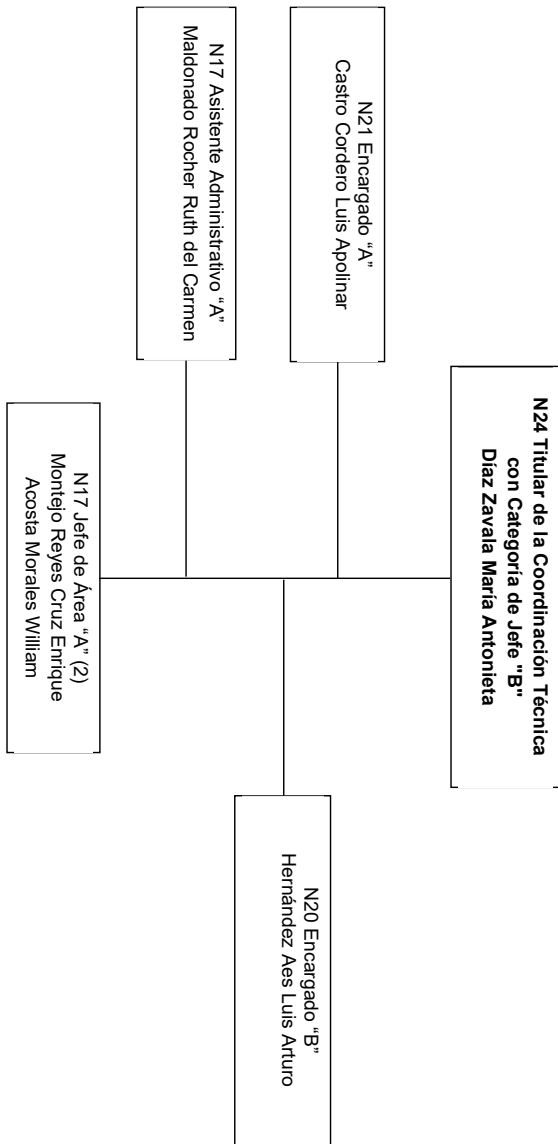 N24 Titular de la Coordinación Técnica
con Categoría de Jefe "B"
Díaz Zavala María Antonieta
N21 Encargado “A”
Castro Cordero Luis Apolinar
N20 Encargado “B”
Hernández Aes Luis Arturo
N17 Asistente Administrativo “A”
Maldonado Rocher Ruth del Carmen
N17 Jefe de Área “A” (2)
Montejo Reyes Cruz Enrique
Acosta Morales William